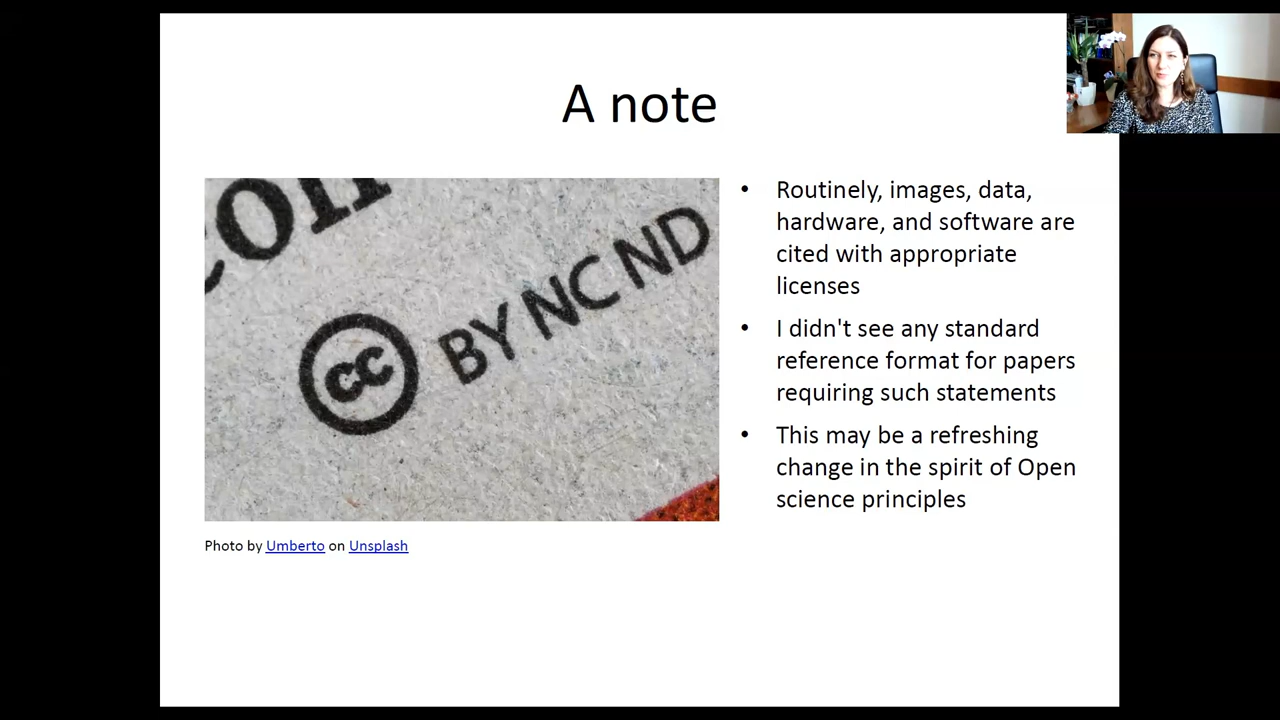 A note
on
cc BY NC ND
Photo by Umberto on Unsplash
• Routinely, images, data,
hardware, and software are
cited with appropriate
licenses
• I didn't see any standard
reference format for papers
requiring such statements
• This may be a refreshing
change in the spirit of Open
science principles